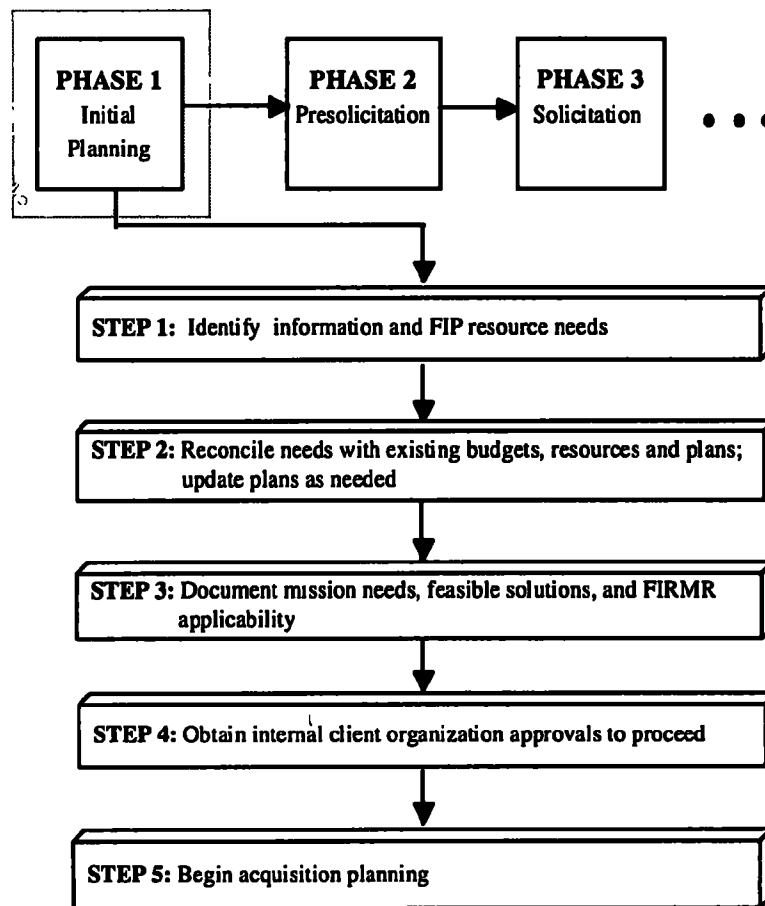 PHASE 1
Initial
Planning
PHASE 2
Presolicitation
PHASE 3
Solicitation
STEP 1: Identify information and FIP resource needs
STEP 2: Reconcile needs with existing budgets, resources and plans;
update plans as needed
STEP 3: Document mission needs, feasible solutions, and FIRMR
applicability
STEP 4: Obtain internal client organization approvals to proceed
STEP 5: Begin acquisition planning